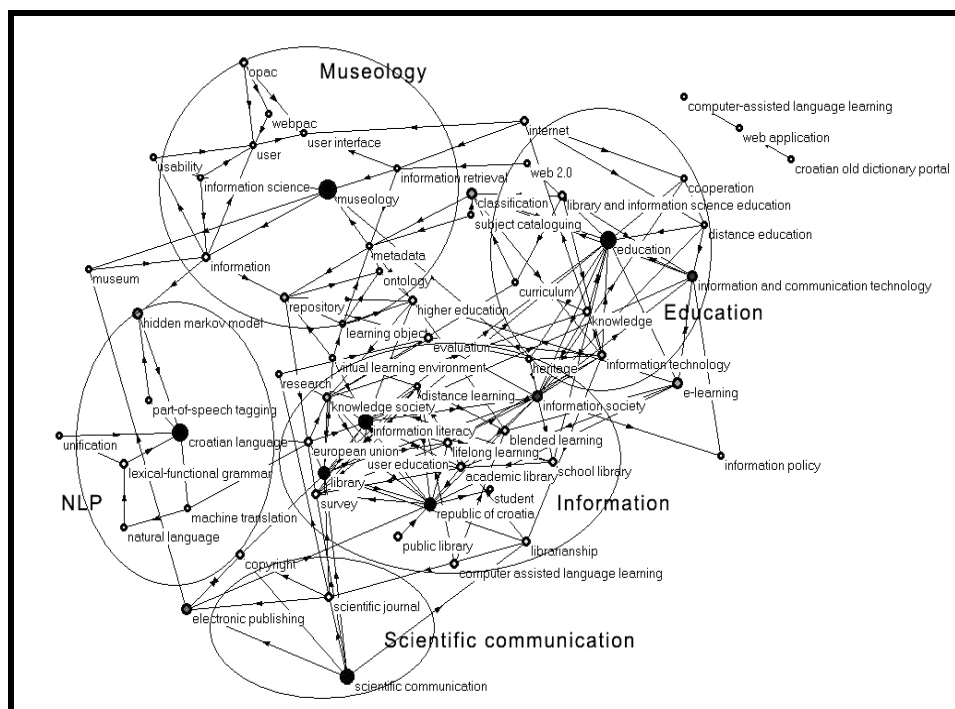 opac
Museology
computer-assisted language learning
webpac
internet
user interface
web application
user
usability
croatian old dictionary portal
web 2.0
information retrieval
cooperation
information science
museology
classification
library and information science education
subject cataloguing
distance education
education
metadata
information
museum
ontology
information and communication technology
curriculum
repository
higher education
Education
hidden markov model
learning object
knowledge
evaluation
information technology
virtual learning environment
heritage
research
distance learning
e-learning
part-of-speech tagging
knowledge society
information society
information literacy
croatian language
unification
european union
lifelong learning
blended learning
user education
information policy
lexical-functional grammar
library
academic library
school library
NLP
survey
student
Information
machine translation
republic of croatia
natural language
public library
librarianship
copyright
computer assisted language learning
scientific journal
electronic publishing
Scientific communication
scientific communication